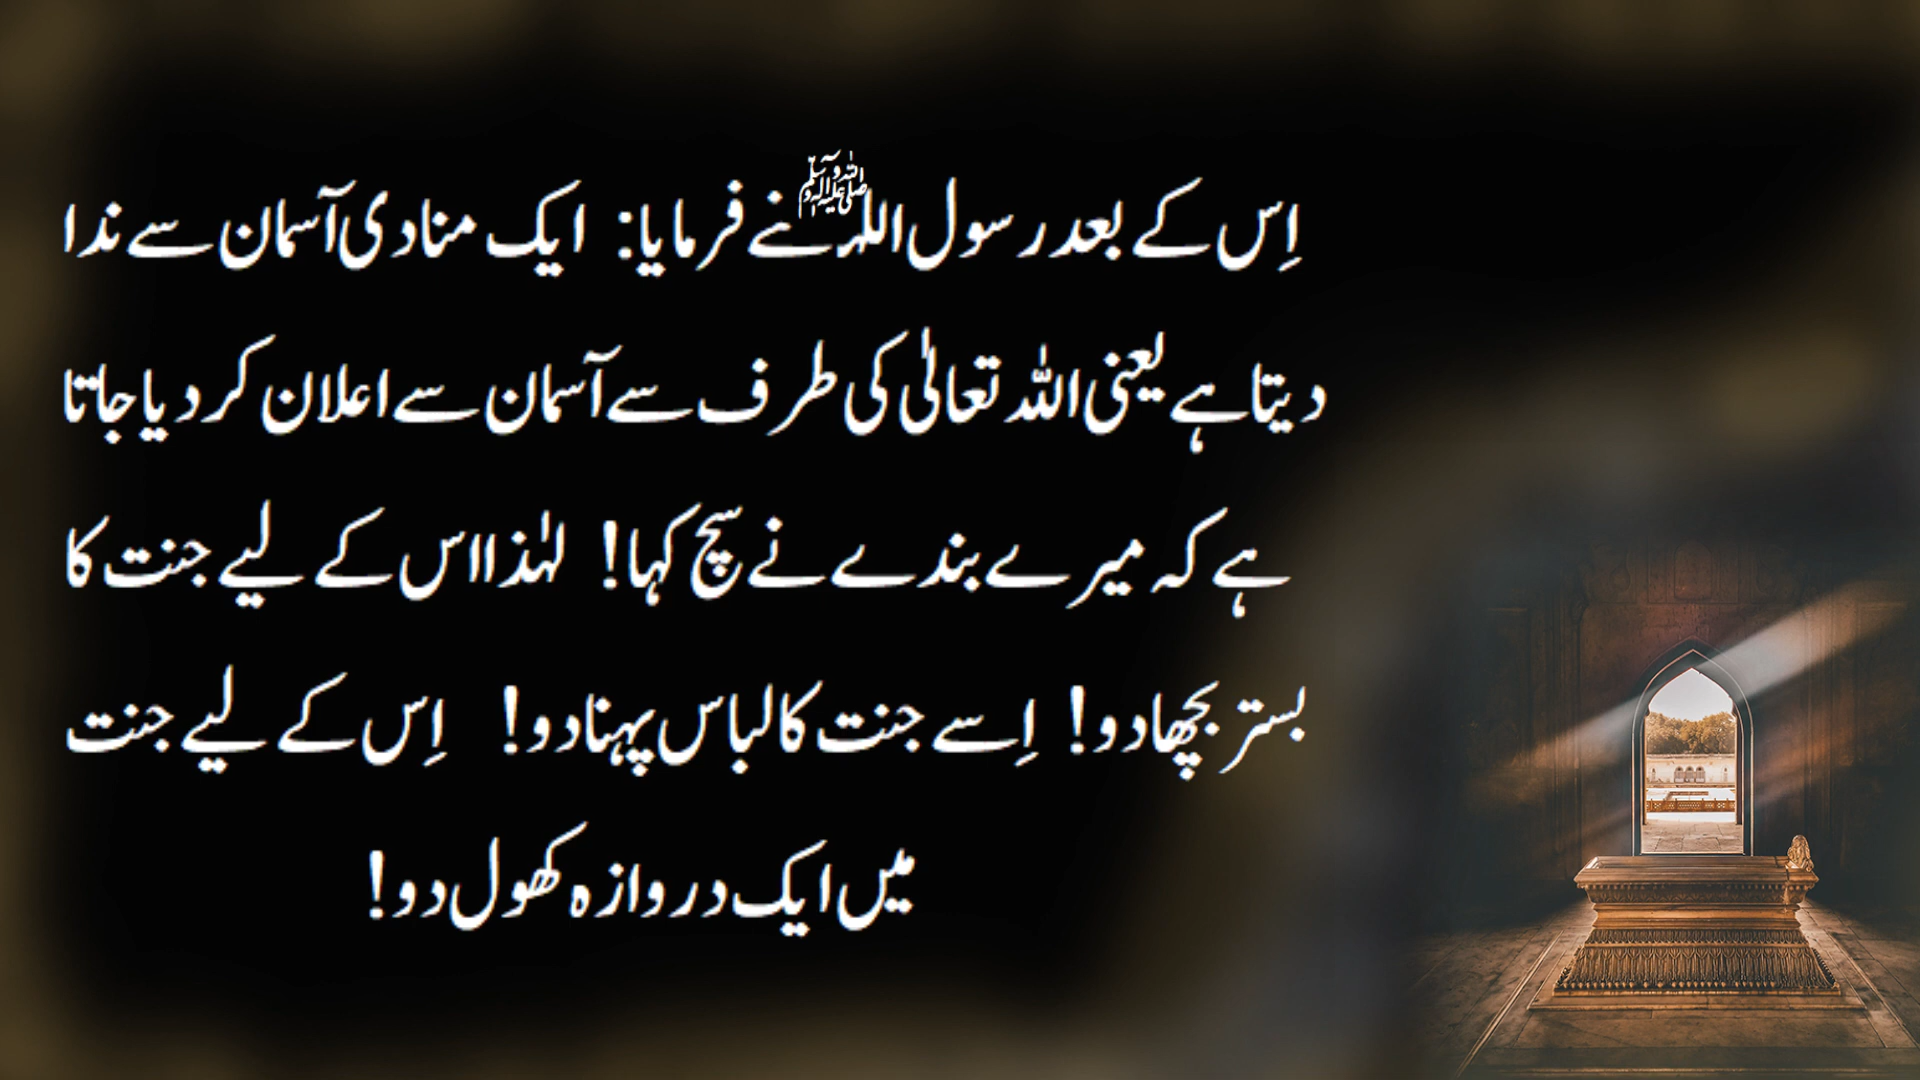 اِس کے بعد رسول اللہ ﷺ نے فرمایا: ایک منادی آسمان سے ندا
دیتا ہے یعنی اللہ تعالٰی کی طرف سے آسمان سے اعلان کر دیا جاتا
ہے کہ میرے بندے نے سچ کہا! لہٰذا اس کے لیے جنت کا
بستر بچھا دو! اِسے جنت کا لباس پہنا دو! اِس کے لیے جنت
میں ایک دروازہ کھول دو!